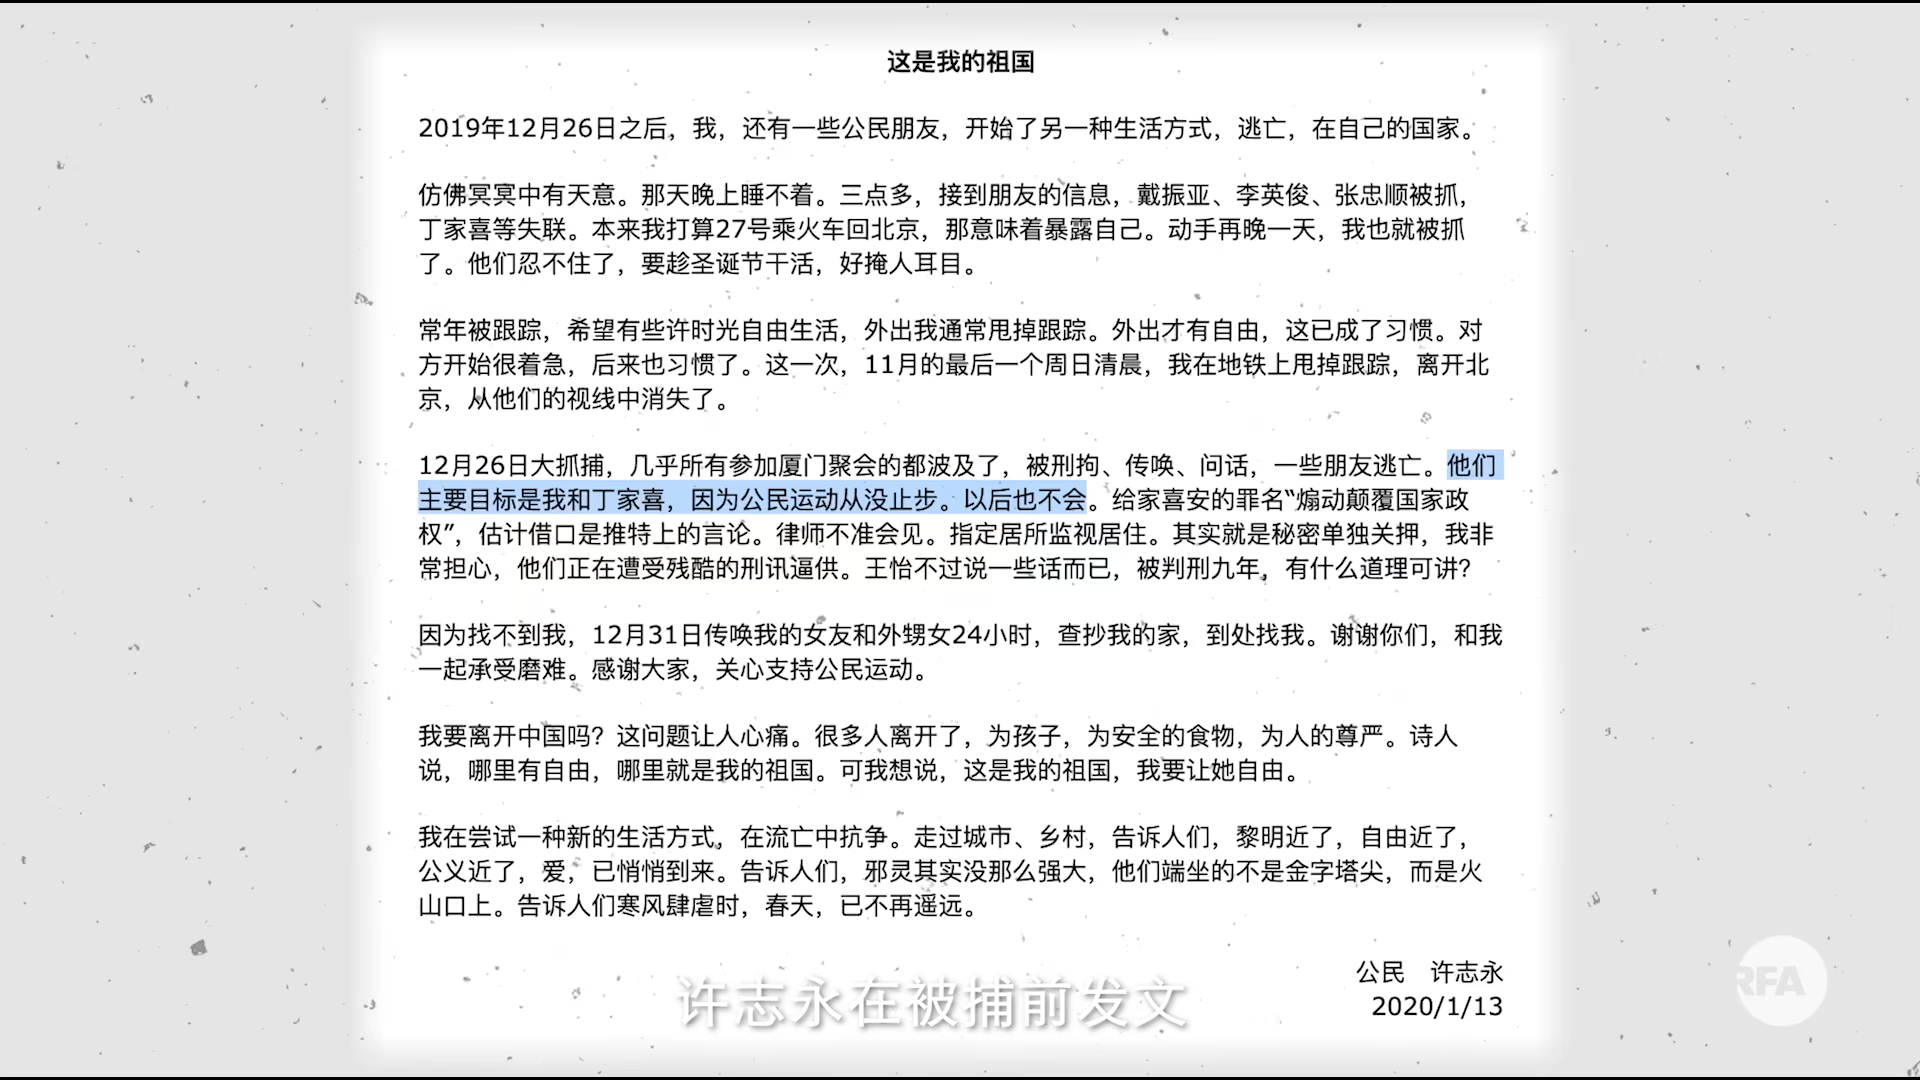 这是我的祖国
2019年12月26日之后，我，还有一些公民朋友，开始了另一种生活方式，逃亡，在自己的国家。
仿佛冥冥中有天意。那天晚上睡不着。三点多，接到朋友的信息，戴振亚、李英俊、张忠顺被抓，
丁家喜等失联。本来我打算27号乘火车回北京，那意味着暴露自己。动手再晚一天，我也就被抓
了。他们忍不住了，要趁圣诞节干活，好掩人耳目。
常年被跟踪，希望有些许时光自由生活，外出我通常甩掉跟踪。外出才有自由，这已成了习惯。对
方开始很着急，后来也习惯了。这一次，11月的最后一个周日清晨，我在地铁上甩掉跟踪，离开北
京，从他们的视线中消失了。
12月26日大抓捕，几乎所有参加厦门聚会的都波及了，被刑拘、传唤、问话，一些朋友逃亡。他们
主要目标是我和丁家喜，因为公民运动从没止步。以后也不会。给家喜安的罪名“煽动颠覆国家政
权”，估计借口是推特上的言论。律师不准会见。指定居所监视居住。其实就是秘密单独关押，我非
常担心，他们正在遭受残酷的刑讯逼供。王怡不过说一些话而已，被判刑九年，有什么道理可讲？
因为找不到我，12月31日传唤我的女友和外甥女24小时，查抄我的家，到处找我。谢谢你们，和我
一起承受磨难。感谢大家，关心支持公民运动。
我要离开中国吗？这问题让人心痛。很多人离开了，为孩子，为安全的食物，为人的尊严。诗人
说，哪里有自由，哪里就是我的祖国。可我想说，这是我的祖国，我要让她自由。
我在尝试一种新的生活方式，在流亡中抗争。走过城市、乡村，告诉人们，黎明近了，自由近了，
公义近了，爱，已悄悄到来。告诉人们，邪灵其实没那么强大，他们端坐的不是金字塔尖，而是火
山口上。告诉人们寒风肆虐时，春天，已不再遥远。
公民 许志永
2020/1/13
许志永在被捕前发文
RFA